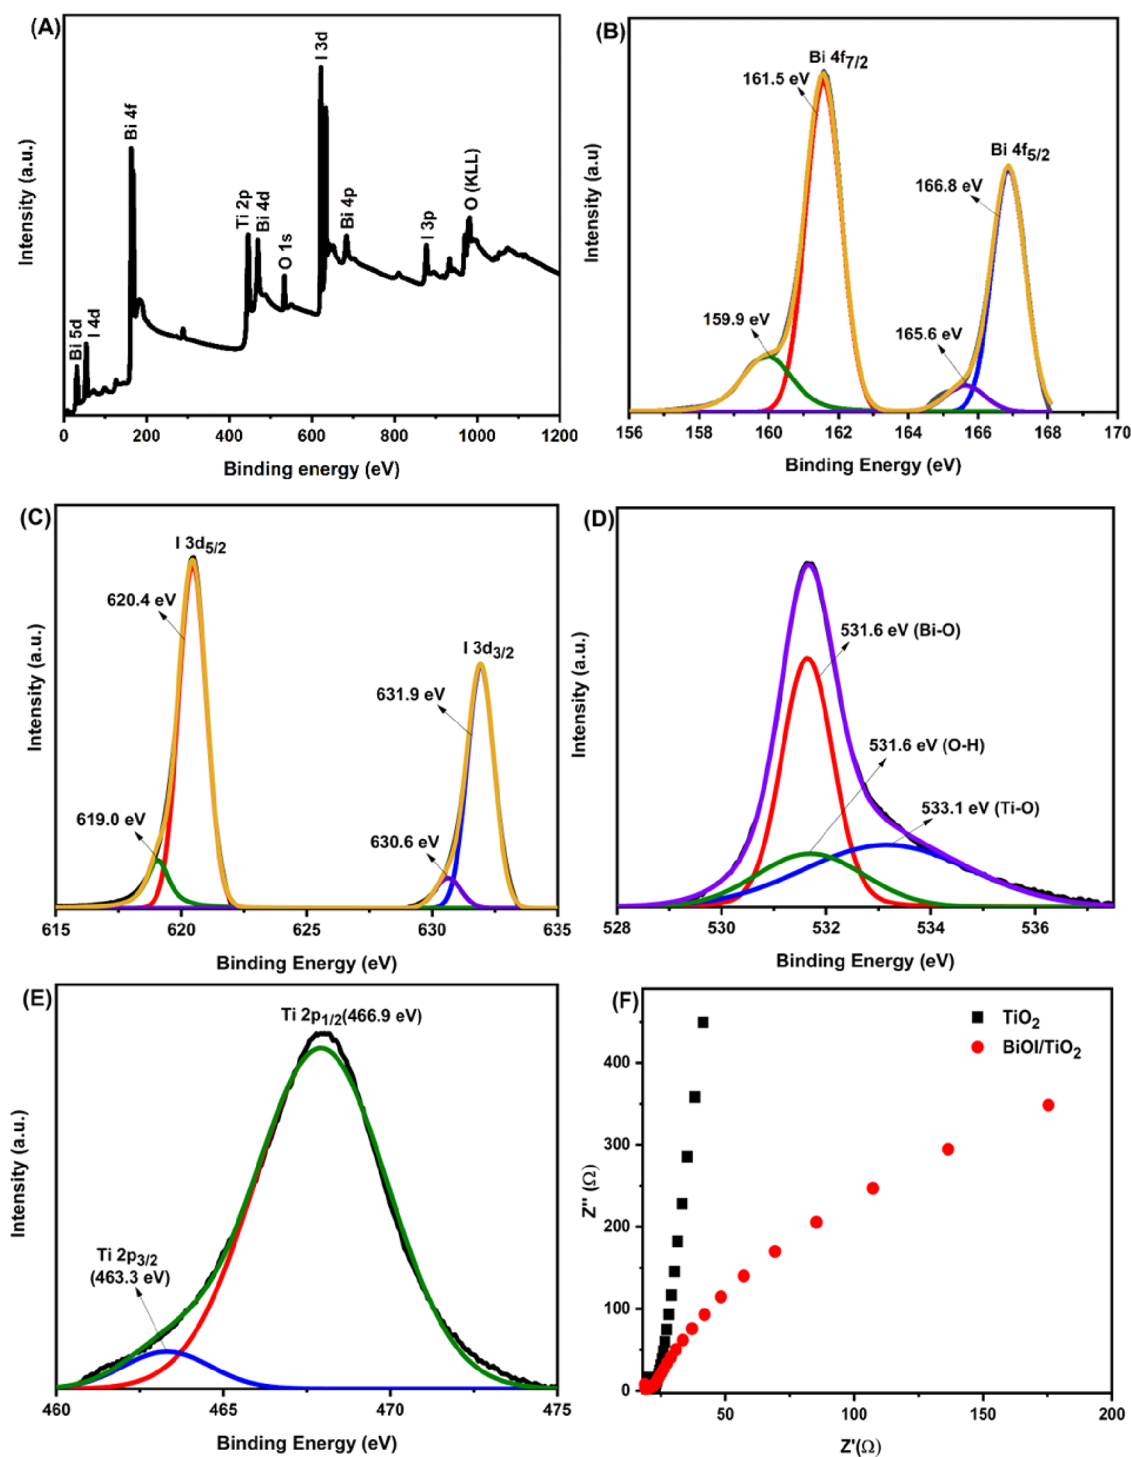 (A)
Intensity (a.u.)
Bi 5d
I 4d
Bi 4f
Ti 2p
Bi 4d
O 1s
I 3d
Bi 4p
I 3p
O (KLL)
0 200 400 600 800 1000 1200
Binding energy (eV)
(B)
Intensity (a.u)
Bi 4f7/2
161.5 eV
Bi 4f5/2
166.8 eV
159.9 eV
165.6 eV
156 158 160 162 164 166 168 170
Binding Energy (eV)
(C)
Intensity (a.u.)
I 3d5/2
620.4 eV
I 3d3/2
631.9 eV
619.0 eV
630.6 eV
615 620 625 630 635
Binding Energy (eV)
(D)
Intensity (a.u.)
531.6 eV (Bi-O)
531.6 eV (O-H)
533.1 eV (Ti-O)
528 530 532 534 536
Binding Energy (eV)
(E)
Intensity (a.u.)
Ti 2p1/2(466.9 eV)
Ti 2p3/2
(463.3 eV)
460 465 470 475
Binding Energy (eV)
(F)
TiO2
BiOI/TiO2
Z'' (Ω)
400
300
200
100
0
50 100 150 200
Z'(Ω)